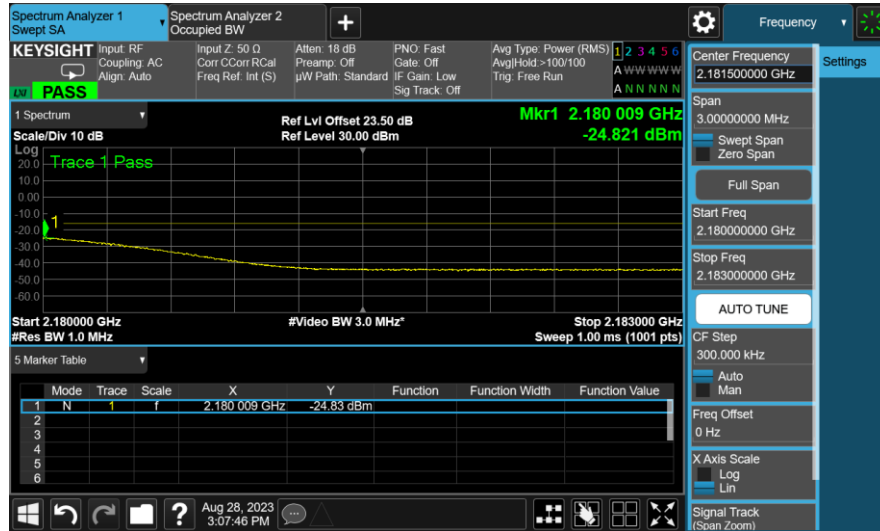 Spectrum Analyzer 1
Swept SA
Spectrum Analyzer 2
Occupied BW
+
Frequency
KEYSIGHT
Input: RF
Coupling: AC
Align: Auto
Input Z: 50 Ω
Corr CCorr RCal
Freq Ref: Int (S)
Atten: 18 dB
Preamp: Off
µW Path: Standard
PNO: Fast
Gate: Off
IF Gain: Low
Sig Track: Off
Avg Type: Power (RMS)
Avg|Hold:>100/100
Trig: Free Run
1 2 3 4 5 6
A W W W W W
A N N N N N
LXI PASS
1 Spectrum
Scale/Div 10 dB
Ref Lvl Offset 23.50 dB
Ref Level 30.00 dBm
Mkr1 2.180 009 GHz
-24.821 dBm
Log
Trace 1 Pass
20.0
10.0
0.00
-10.0
-20.0
-30.0
-40.0
-50.0
-60.0
1
Start 2.180000 GHz
#Res BW 1.0 MHz
#Video BW 3.0 MHz*
Stop 2.183000 GHz
Sweep 1.00 ms (1001 pts)
5 Marker Table
Mode Trace Scale X Y Function Function Width Function Value
1 N 1 f 2.180 009 GHz -24.83 dBm
2
3
4
5
6
?
Aug 28, 2023
3:07:46 PM
Center Frequency
2.181500000 GHz
Settings
Span
3.00000000 MHz
Swept Span
Zero Span
Full Span
Start Freq
2.180000000 GHz
Stop Freq
2.183000000 GHz
AUTO TUNE
CF Step
300.000 kHz
Auto
Man
Freq Offset
0 Hz
X Axis Scale
Log
Lin
Signal Track
(Span Zoom)